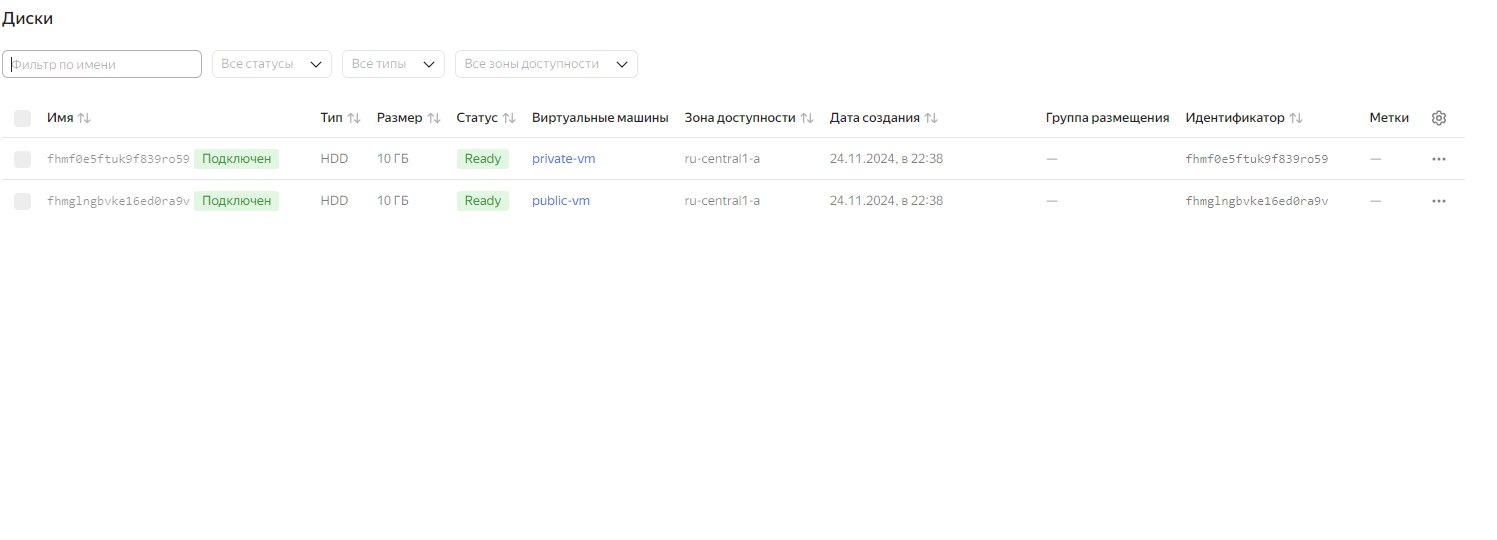 Диски
Фильтр по имени Все статусы Все типы Все зоны доступности
Имя Тип Размер Статус Виртуальные машины Зона доступности Дата создания Группа размещения Идентификатор Метки
fhmf0e5ftuk9f839ro59 Подключен HDD 10 ГБ Ready private-vm ru-central1-a 24.11.2024, в 22:38 — fhmf0e5ftuk9f839ro59 —
fhmglngbvke16ed0ra9v Подключен HDD 10 ГБ Ready public-vm ru-central1-a 24.11.2024, в 22:38 — fhmglngbvke16ed0ra9v —